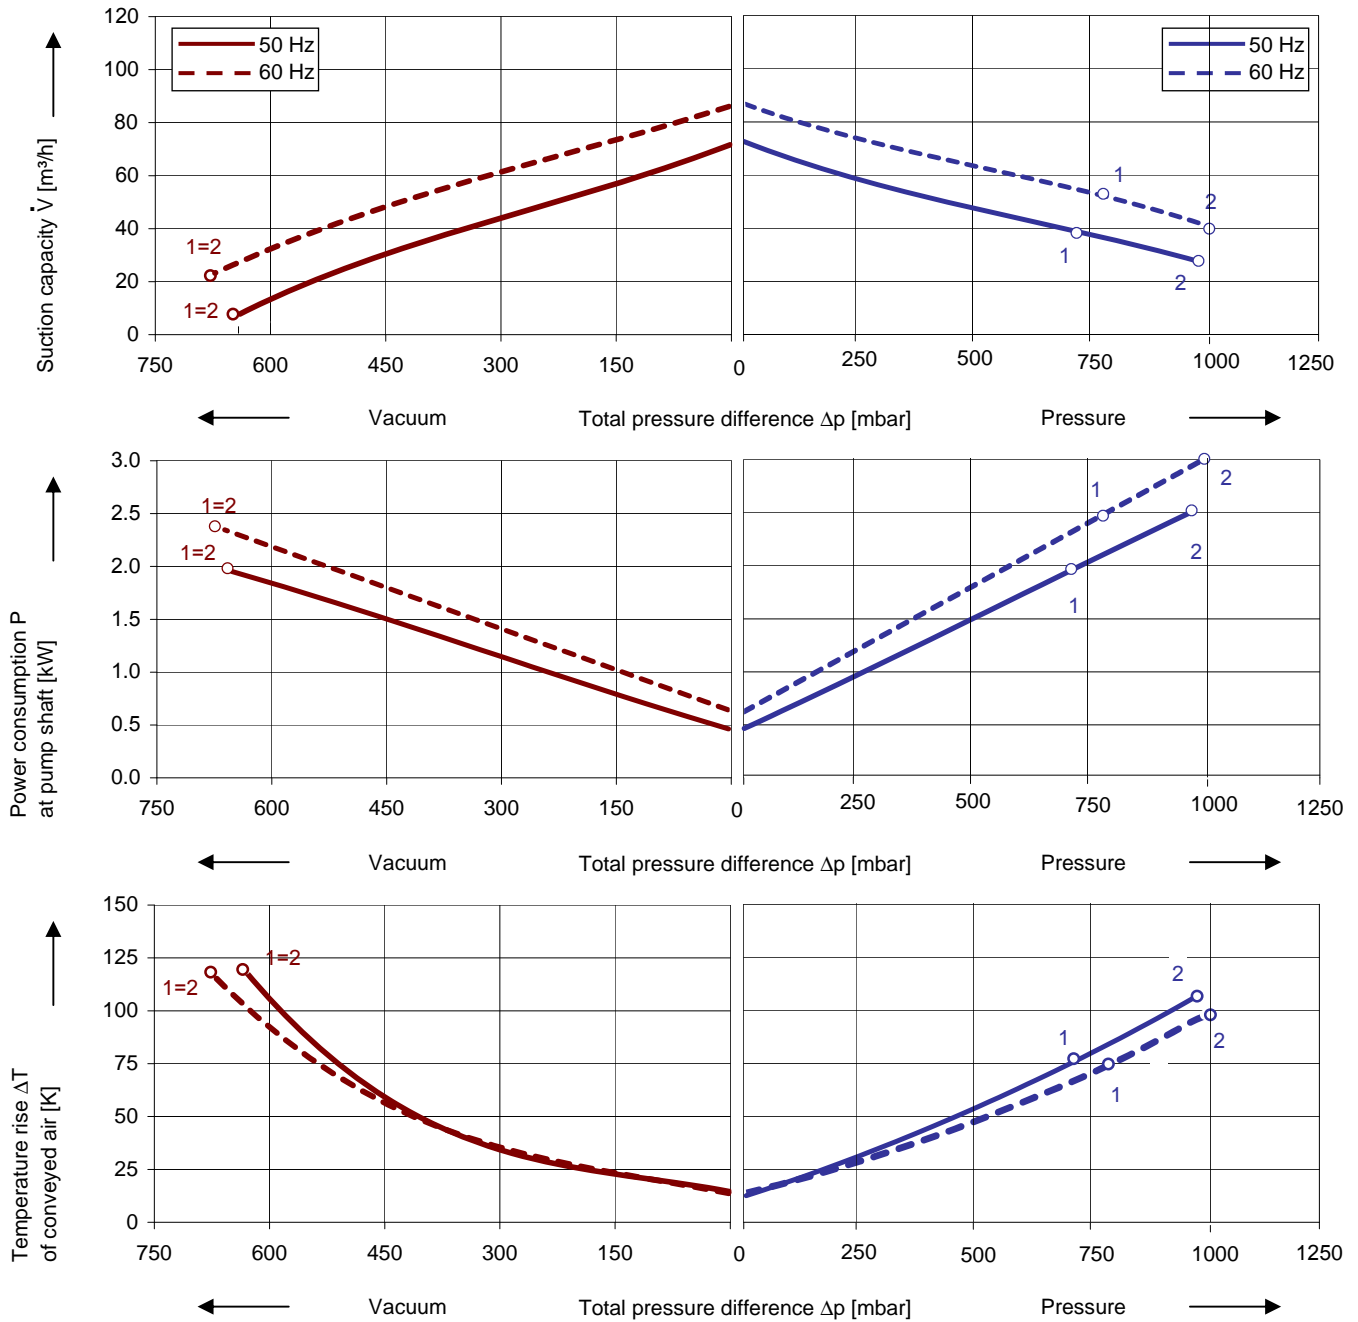 120
100
80
60
40
20
0
Suction capacity V̇ [m³/h]
50 Hz
60 Hz
50 Hz
60 Hz
1=2
1=2
1
2
1
2
750 600 450 300 150 0 250 500 750 1000 1250
Vacuum Total pressure difference Δp [mbar] Pressure
3.0
2.5
2.0
1.5
1.0
0.5
0.0
Power consumption P
at pump shaft [kW]
1=2
1=2
1
2
2
1
750 600 450 300 150 0 250 500 750 1000 1250
Vacuum Total pressure difference Δp [mbar] Pressure
150
125
100
75
50
25
0
Temperature rise ΔT
of conveyed air [K]
1=2
1=2
2
1
2
1
750 600 450 300 150 0 250 500 750 1000 1250
Vacuum Total pressure difference Δp [mbar] Pressure